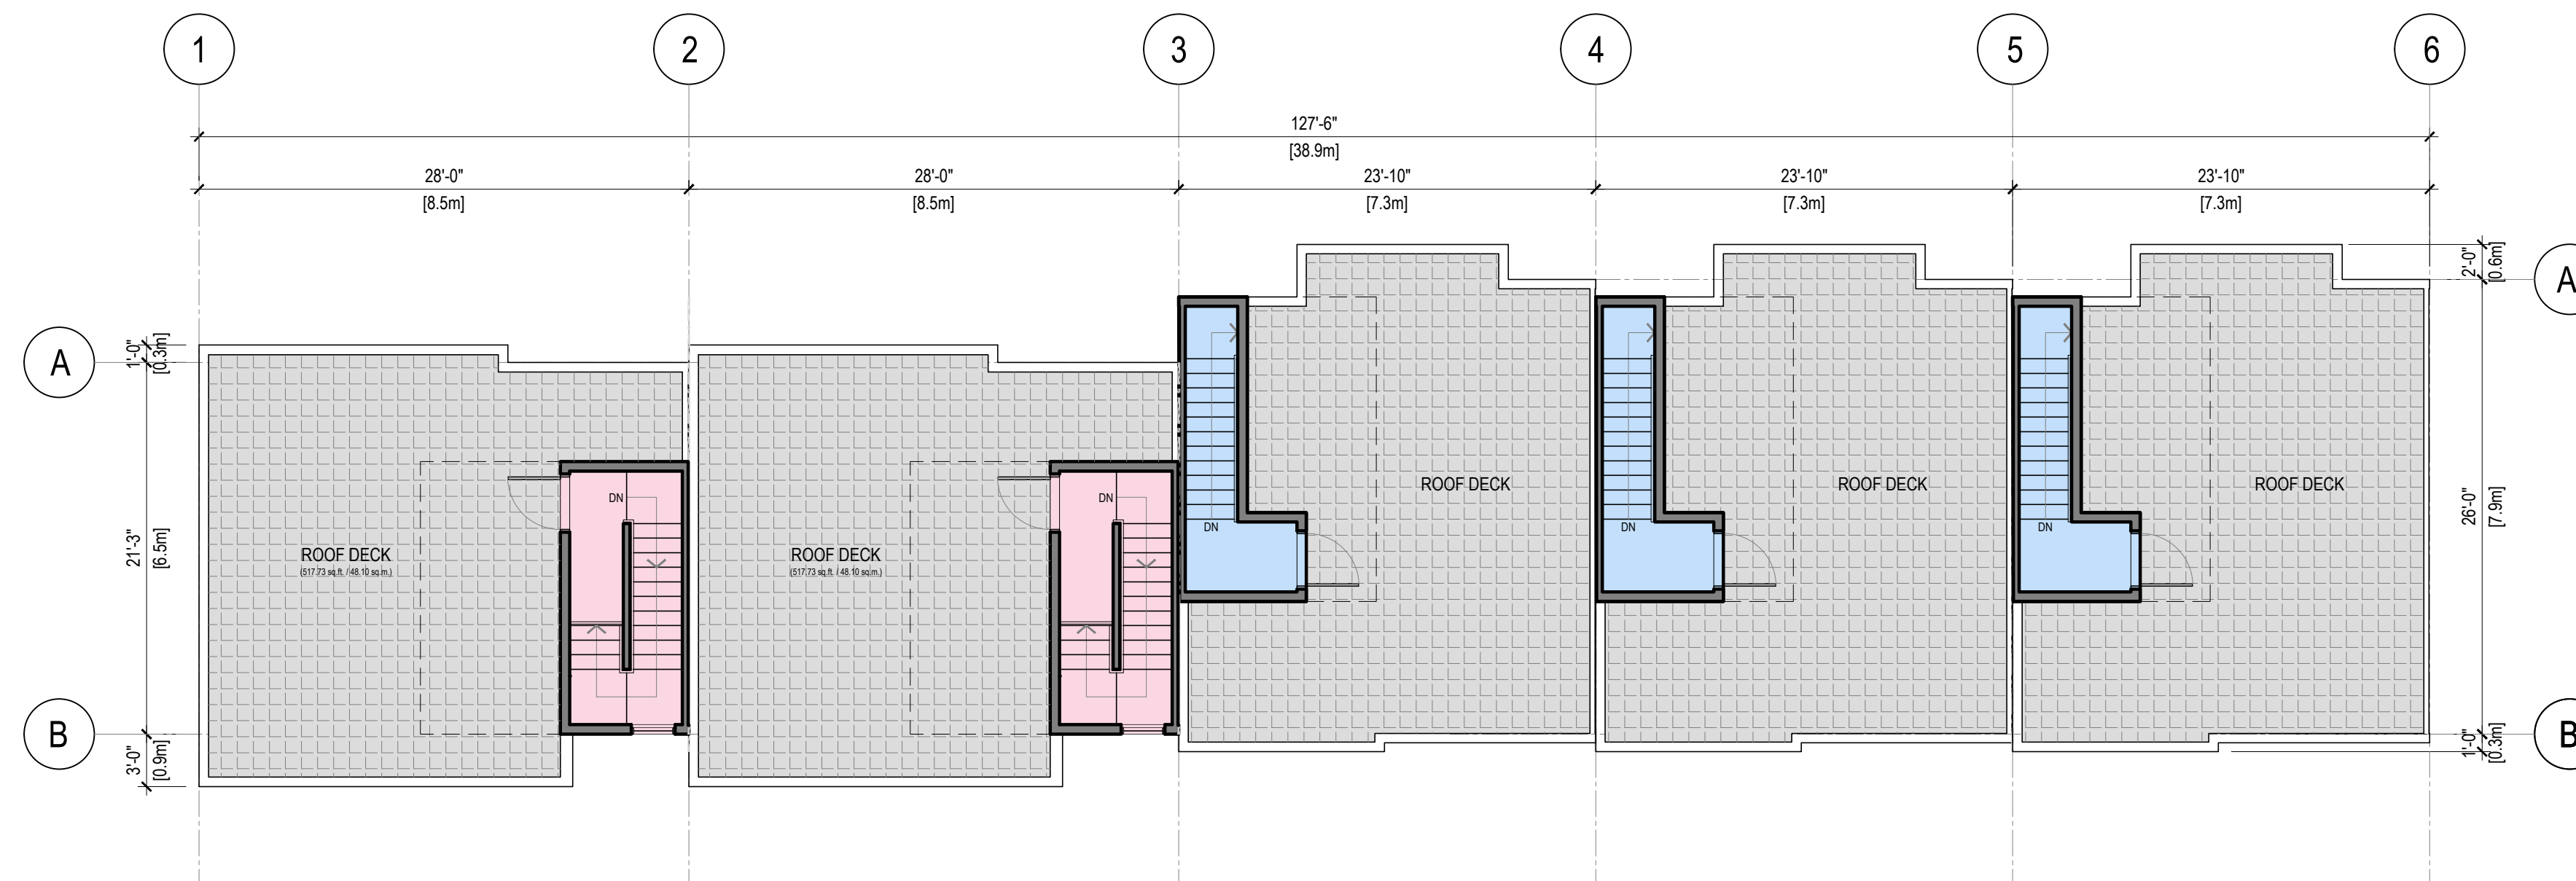 1 2 3 4 5 6
127'-6"
[38.9m]
28'-0" 28'-0" 23'-10" 23'-10" 23'-10"
[8.5m] [8.5m] [7.3m] [7.3m] [7.3m]
2'-0"
[0.6m]
A
1'-0"
[0.3m]
A
DN DN
ROOF DECK ROOF DECK ROOF DECK
DN DN DN
26'-0"
[7.9m]
21'-3"
[6.5m]
ROOF DECK ROOF DECK
(517.73 sq.ft. / 48.10 sq.m.) (517.73 sq.ft. / 48.10 sq.m.)
B B
3'-0"
[0.9m]
1'-0"
[0.3m]